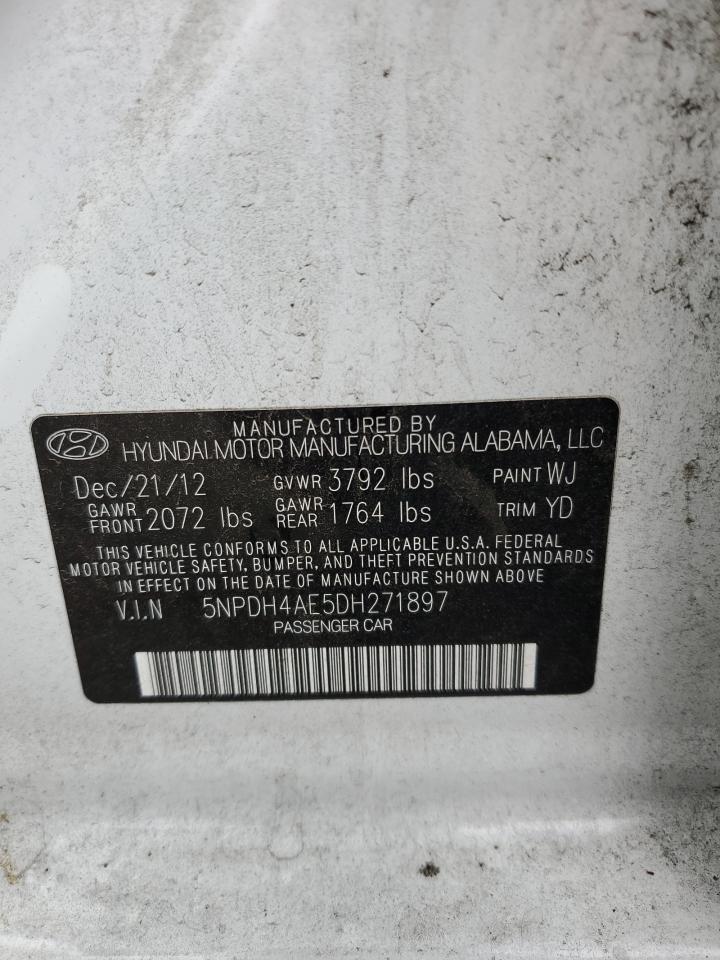 MANUFACTURED BY
HYUNDAI MOTOR MANUFACTURING ALABAMA, LLC
Dec/21/12 GVWR 3792 lbs PAINT WJ
GAWR FRONT 2072 lbs GAWR REAR 1764 lbs TRIM YD
THIS VEHICLE CONFORMS TO ALL APPLICABLE U.S.A. FEDERAL
MOTOR VEHICLE SAFETY, BUMPER, AND THEFT PREVENTION STANDARDS
IN EFFECT ON THE DATE OF MANUFACTURE SHOWN ABOVE
V.I.N 5NPDH4AE5DH271897
PASSENGER CAR